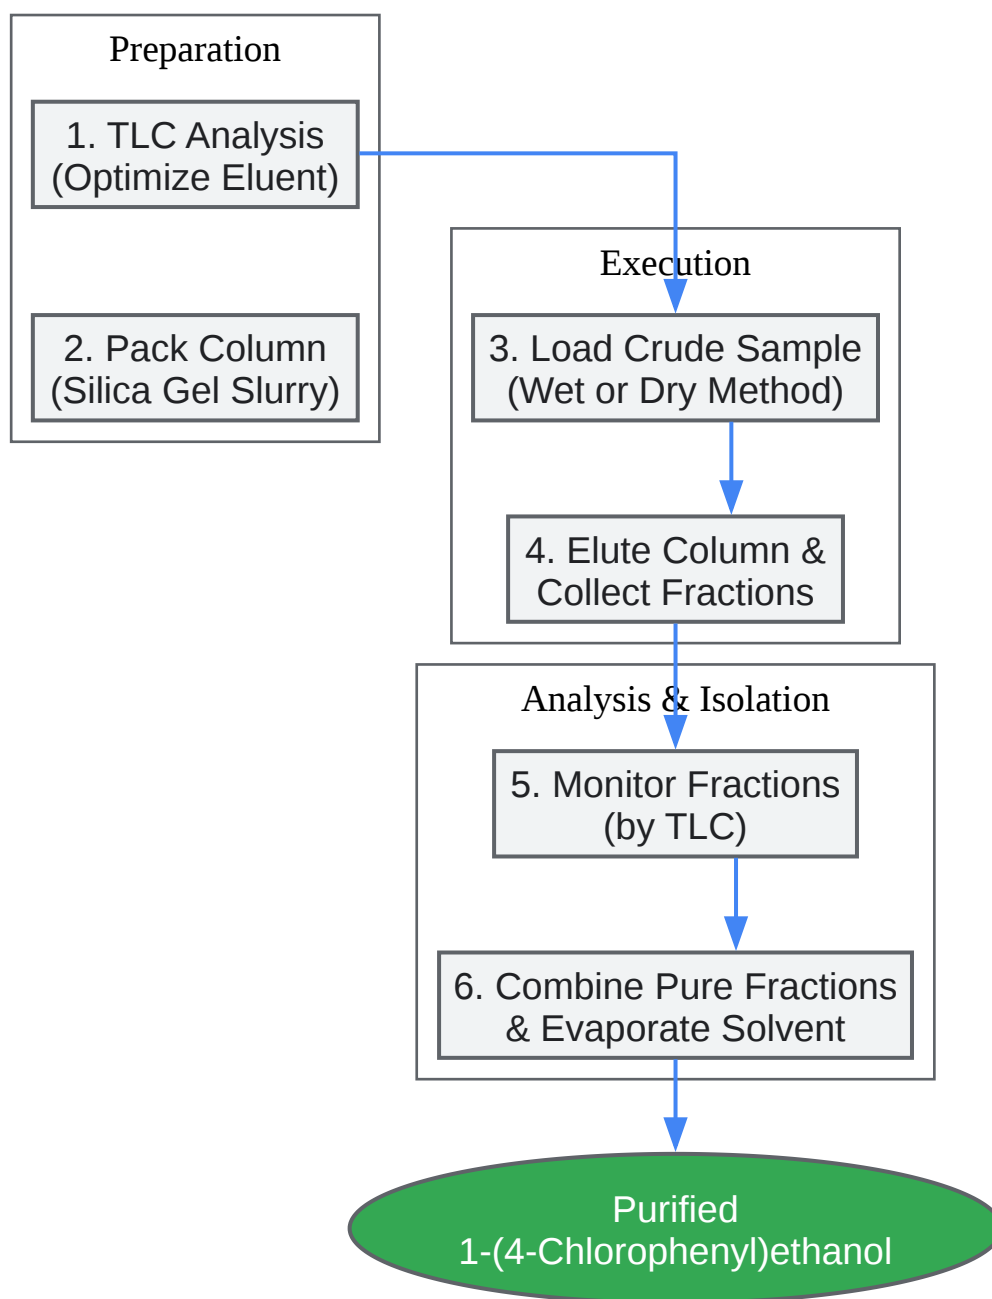 Preparation
1. TLC Analysis
(Optimize Eluent)
2. Pack Column
(Silica Gel Slurry)
Execution
3. Load Crude Sample
(Wet or Dry Method)
4. Elute Column &
Collect Fractions
Analysis & Isolation
5. Monitor Fractions
(by TLC)
6. Combine Pure Fractions
& Evaporate Solvent
Purified
1-(4-Chlorophenyl)ethanol